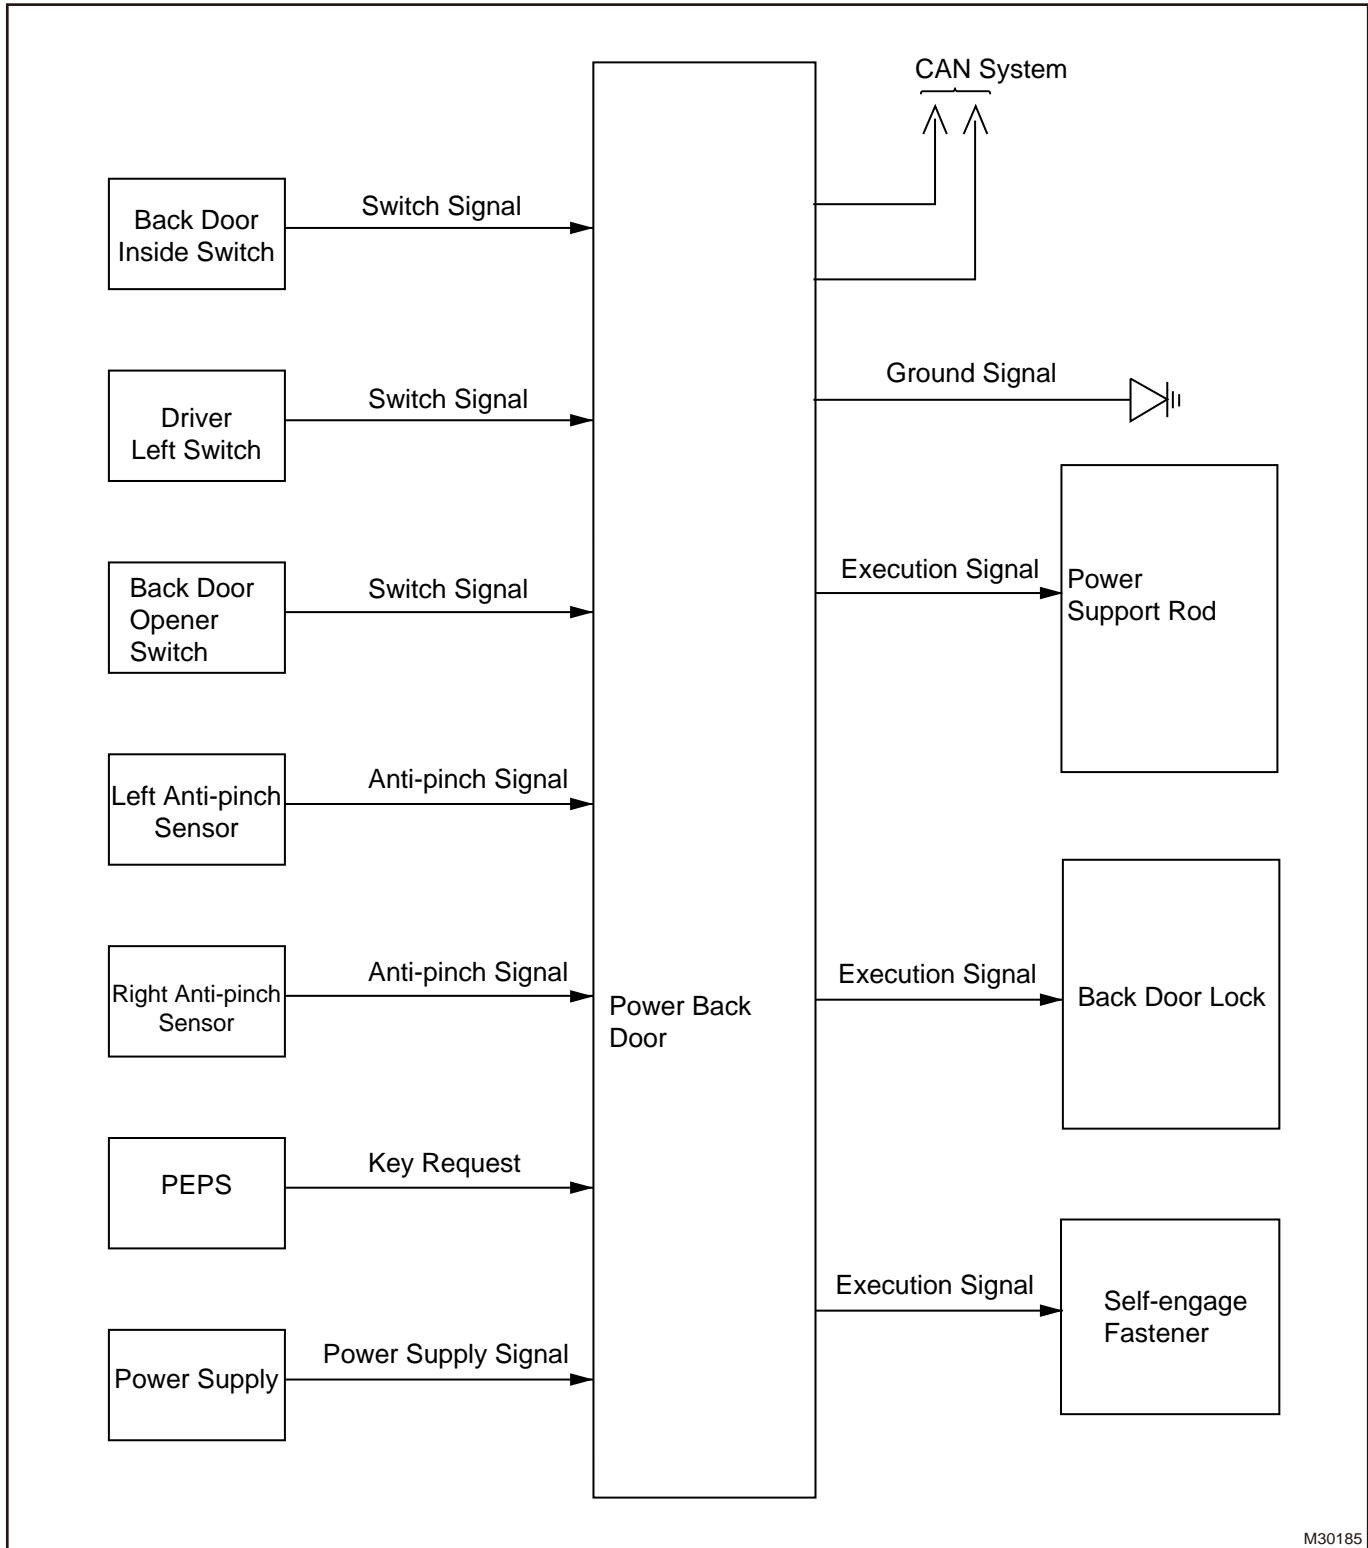 CAN System
Switch Signal
Back Door
Inside Switch
Ground Signal
Switch Signal
Driver
Left Switch
Execution Signal
Power
Support Rod
Switch Signal
Back Door
Opener
Switch
Anti-pinch Signal
Left Anti-pinch
Sensor
Anti-pinch Signal
Right Anti-pinch
Sensor
Power Back
Door
Execution Signal
Back Door Lock
Key Request
PEPS
Execution Signal
Self-engage
Fastener
Power Supply Signal
Power Supply
M30185